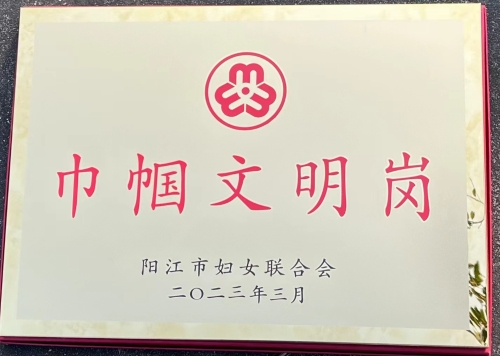 巾帼文明岗
阳江市妇女联合会
二〇二三年三月